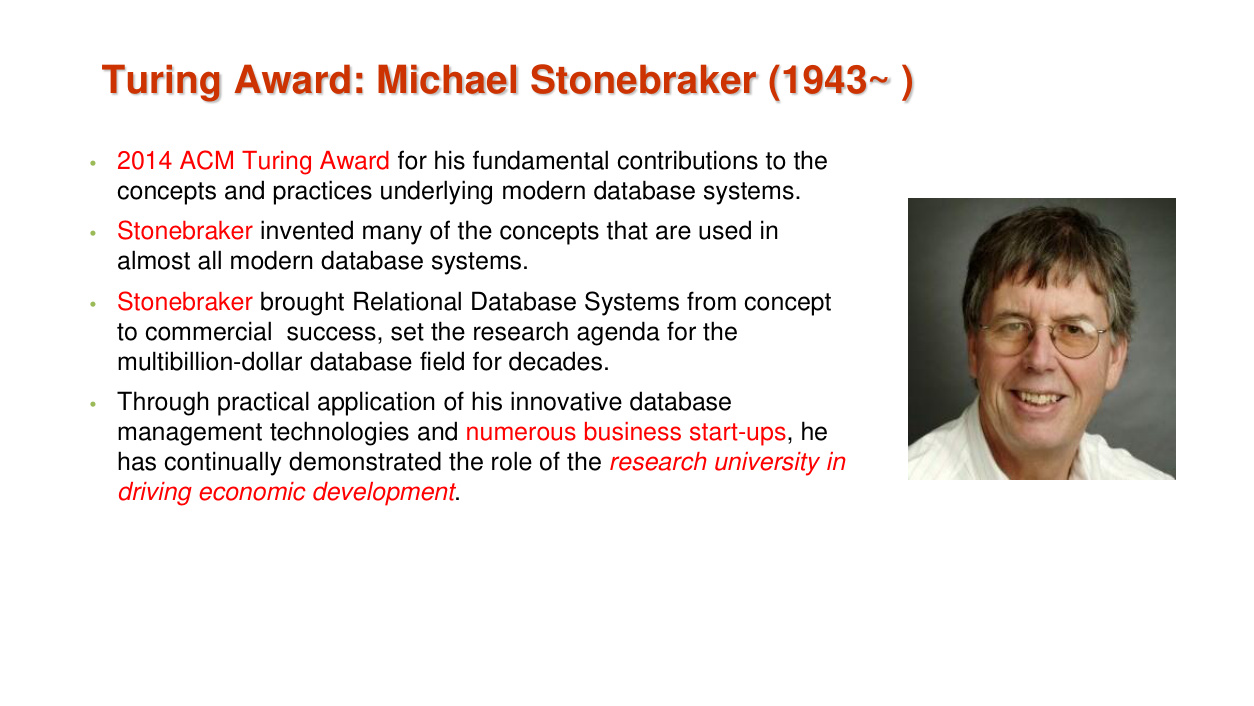 Turing Award: Michael Stonebraker (1943~ )
• 2014 ACM Turing Award for his fundamental contributions to the
concepts and practices underlying modern database systems.
• Stonebraker invented many of the concepts that are used in
almost all modern database systems.
• Stonebraker brought Relational Database Systems from concept
to commercial  success, set the research agenda for the
multibillion-dollar database field for decades.
• Through practical application of his innovative database
management technologies and numerous business start-ups, he
has continually demonstrated the role of the research university in
driving economic development.